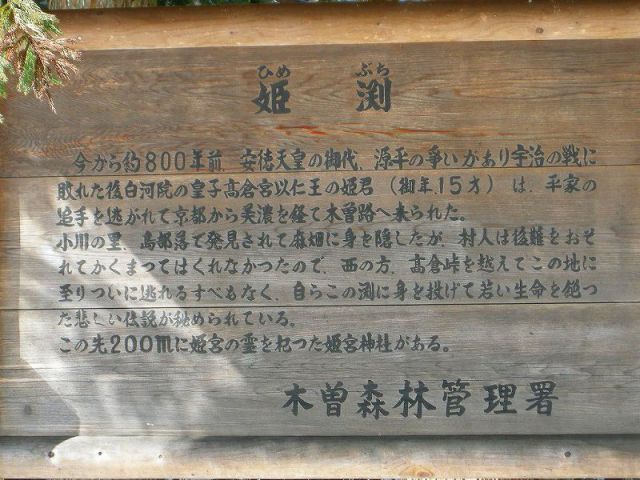 ひめ ぶち
姫 渕
今から約800年前 安徳天皇の御代、源平の争いがあり宇治の戦に
敗れた後白河院の皇子高倉宮以仁王の姫君(御年.15才)は、平家の
追手を逃がれて京都から美濃を経て木曽路へ来られた。
小川の里、島部落で発見されて麻畑に身を隠したが、村人は後難をおそ
れてかくまつてはくれなかつたので、西の方、高倉峠を越えてこの地に
至りついに逃れるすべもなく、自らこの渕に身を投げて若い生命を絶つ
た悲しい伝説が秘められている。
この先200mに姫宮の霊を祀つた姫宮神社がある。
木曽森林管理署